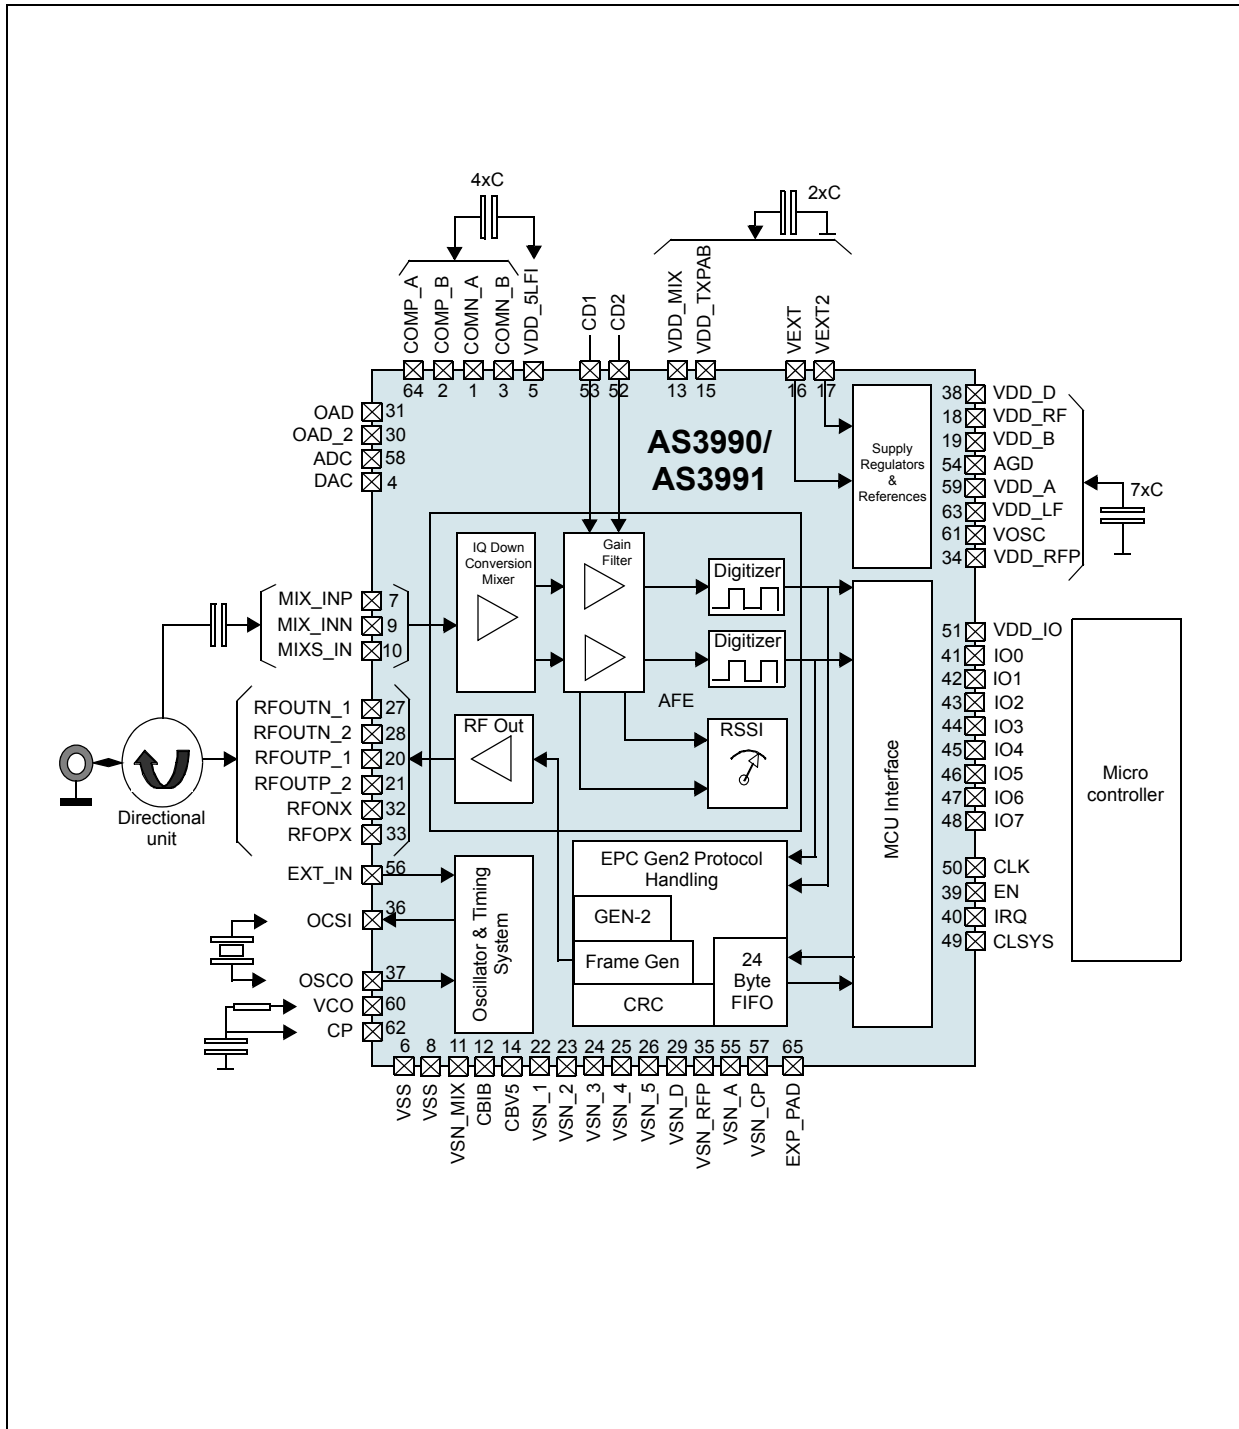 4xC
2xC
COMP_A
COMP_B
COMN_A
COMN_B
VDD_5LFI
CD1
CD2
VDD_MIX
VDD_TXPAB
VEXT
VEXT2
64
2
1
3
5
53
52
13
15
16
17
OAD 31
OAD_2 30
ADC 58
DAC 4
AS3990/
AS3991
Supply
Regulators
&
References
38 VDD_D
18 VDD_RF
19 VDD_B
54 AGD
59 VDD_A
63 VDD_LF
61 VOSC
34 VDD_RFP
7xC
IQ Down
Conversion
Mixer
Gain
Filter
Digitizer
Digitizer
AFE
RF Out
RSSI
MIX_INP 7
MIX_INN 9
MIXS_IN 10
RFOUTN_1 27
RFOUTN_2 28
RFOUTP_1 20
RFOUTP_2 21
RFONX 32
RFOPX 33
Directional
unit
EXT_IN 56
OCSI 36
OSCO 37
VCO 60
CP 62
Oscillator & Timing
System
EPC Gen2 Protocol
Handling
GEN-2
Frame Gen
CRC
24
Byte
FIFO
MCU Interface
51 VDD_IO
41 IO0
42 IO1
43 IO2
44 IO3
45 IO4
46 IO5
47 IO6
48 IO7
50 CLK
39 EN
40 IRQ
49 CLSYS
Micro
controller
6
8
11
12
14
22
23
24
25
26
29
35
55
57
65
VSS
VSS
VSN_MIX
CBIB
CBV5
VSN_1
VSN_2
VSN_3
VSN_4
VSN_5
VSN_D
VSN_RFP
VSN_A
VSN_CP
EXP_PAD